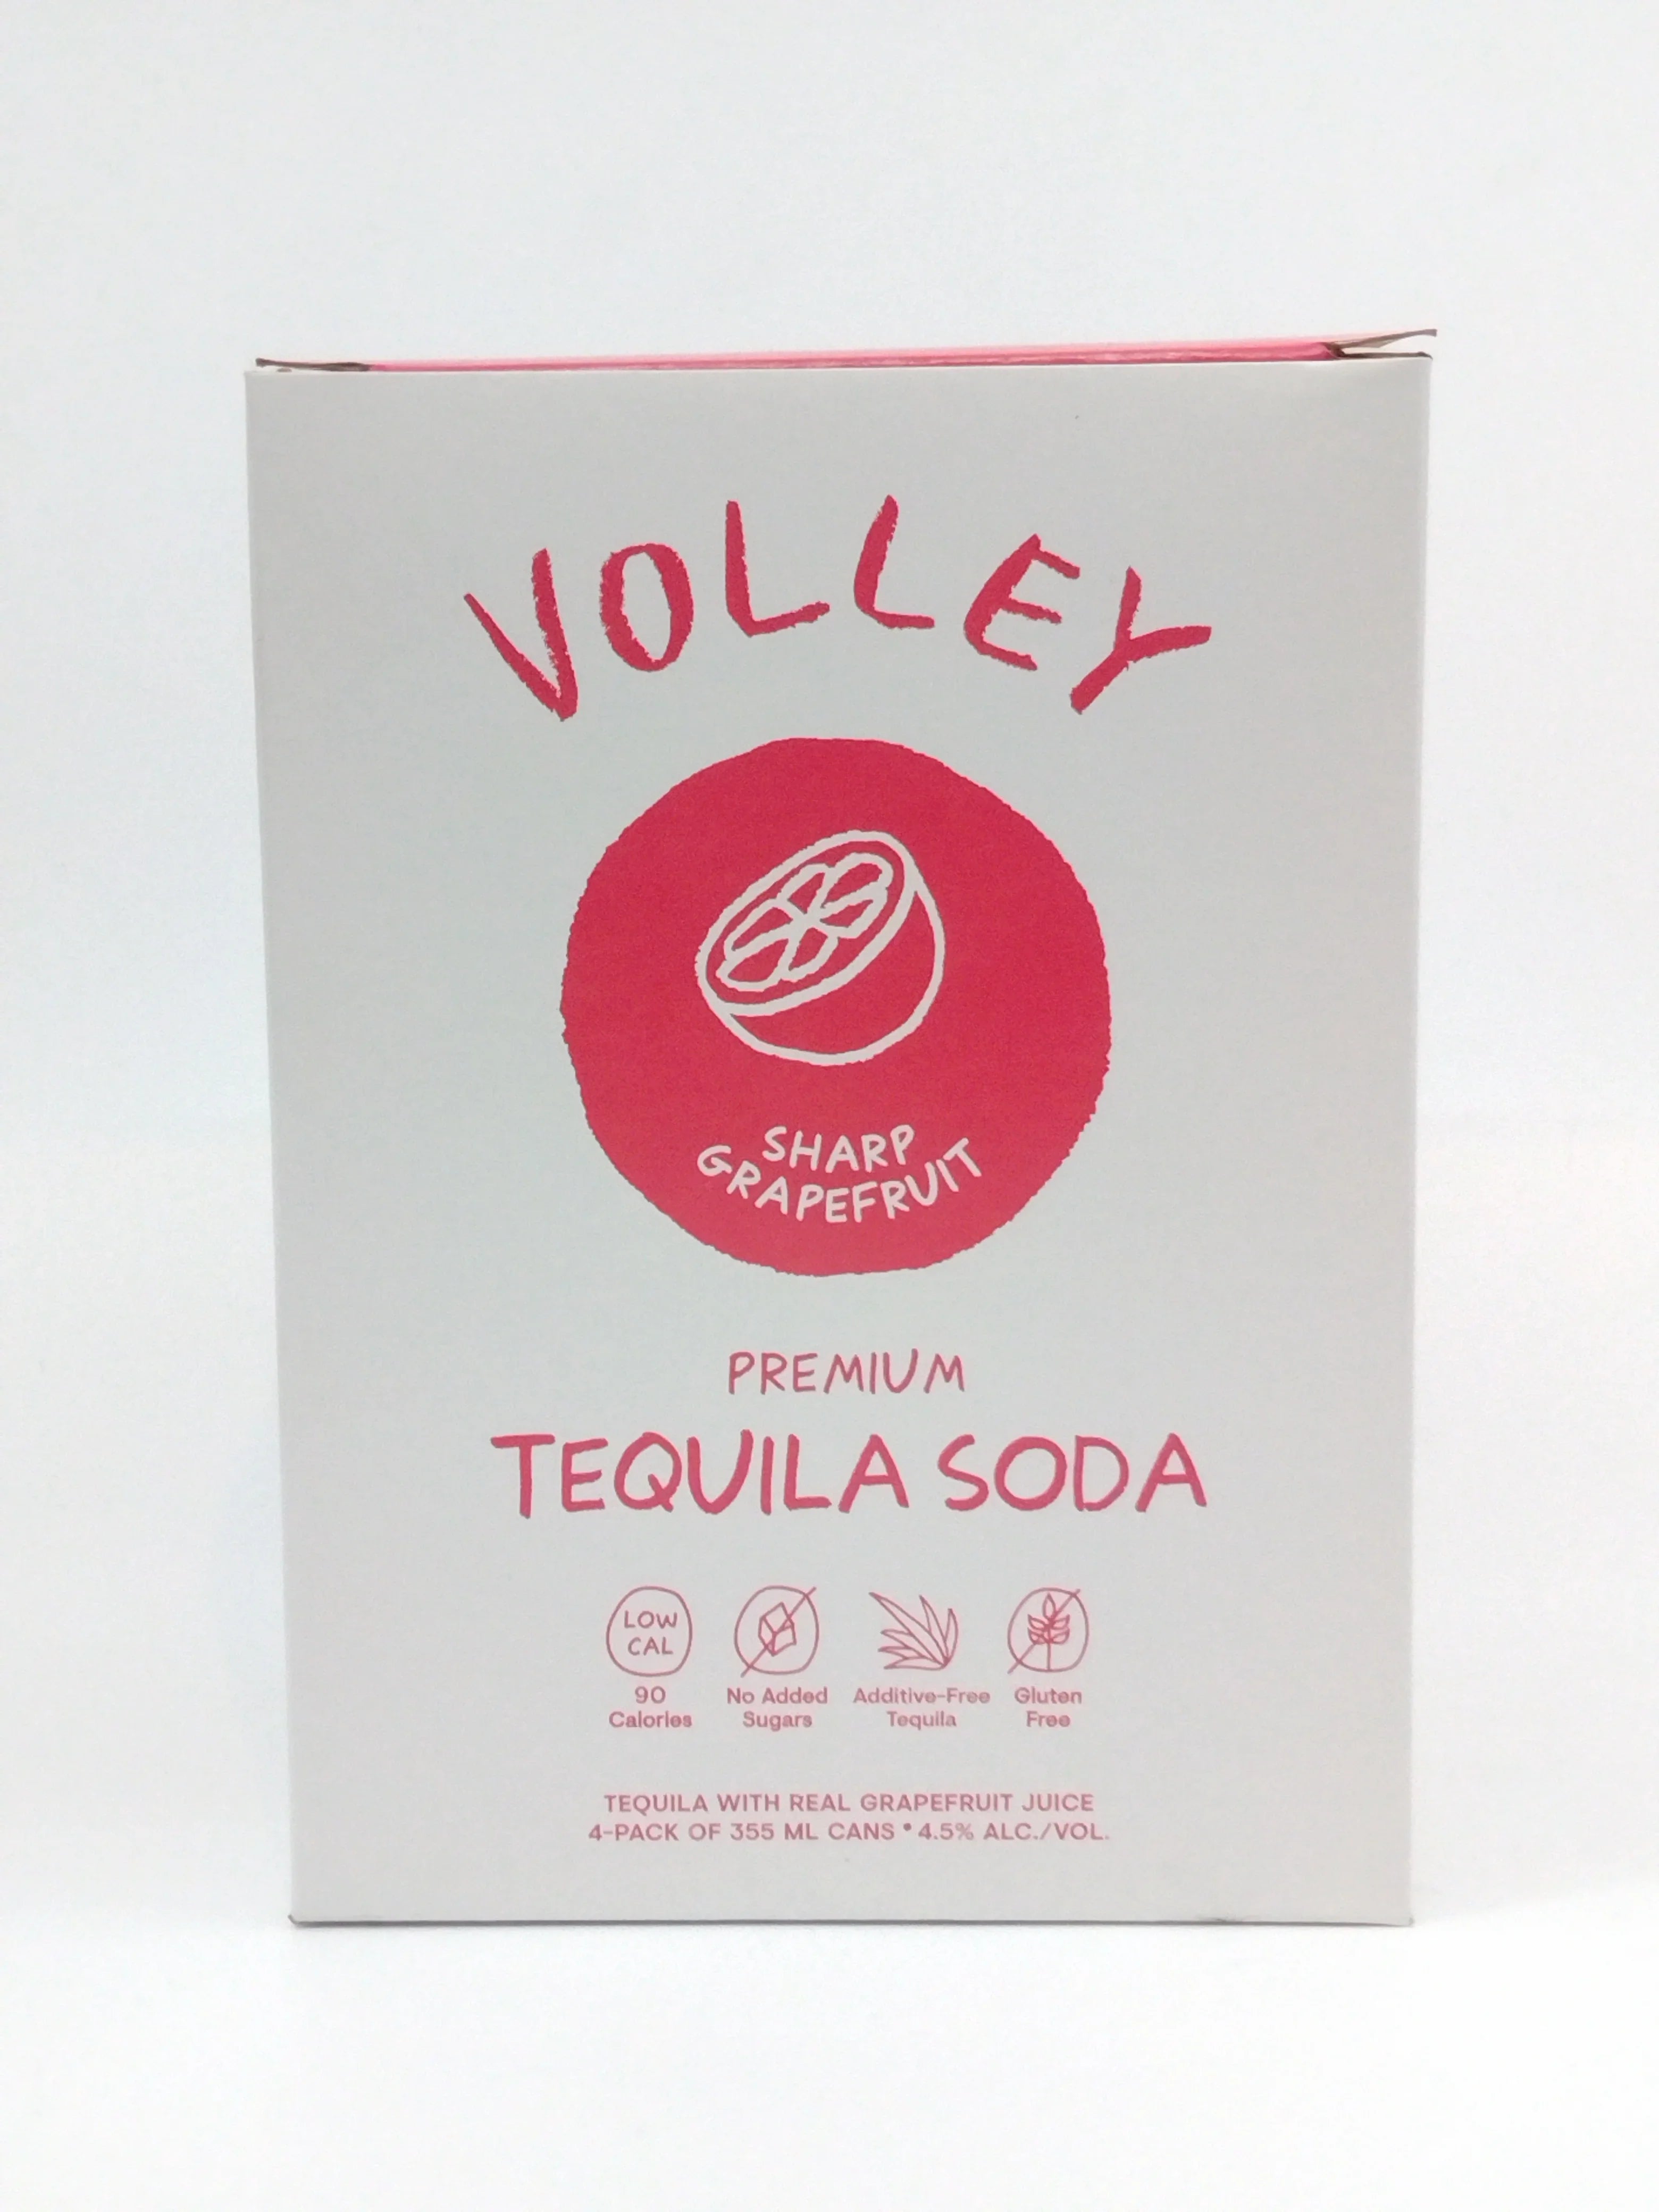 VOLLEY
SHARP
GRAPEFRUIT
PREMIUM
TEQUILA SODA
LOW
CAL
90
Calories
No Added
Sugars
Additive-Free
Tequila
Gluten
Free
TEQUILA WITH REAL GRAPEFRUIT JUICE
4-PACK OF 355 ML CANS • 4.5% ALC./VOL.